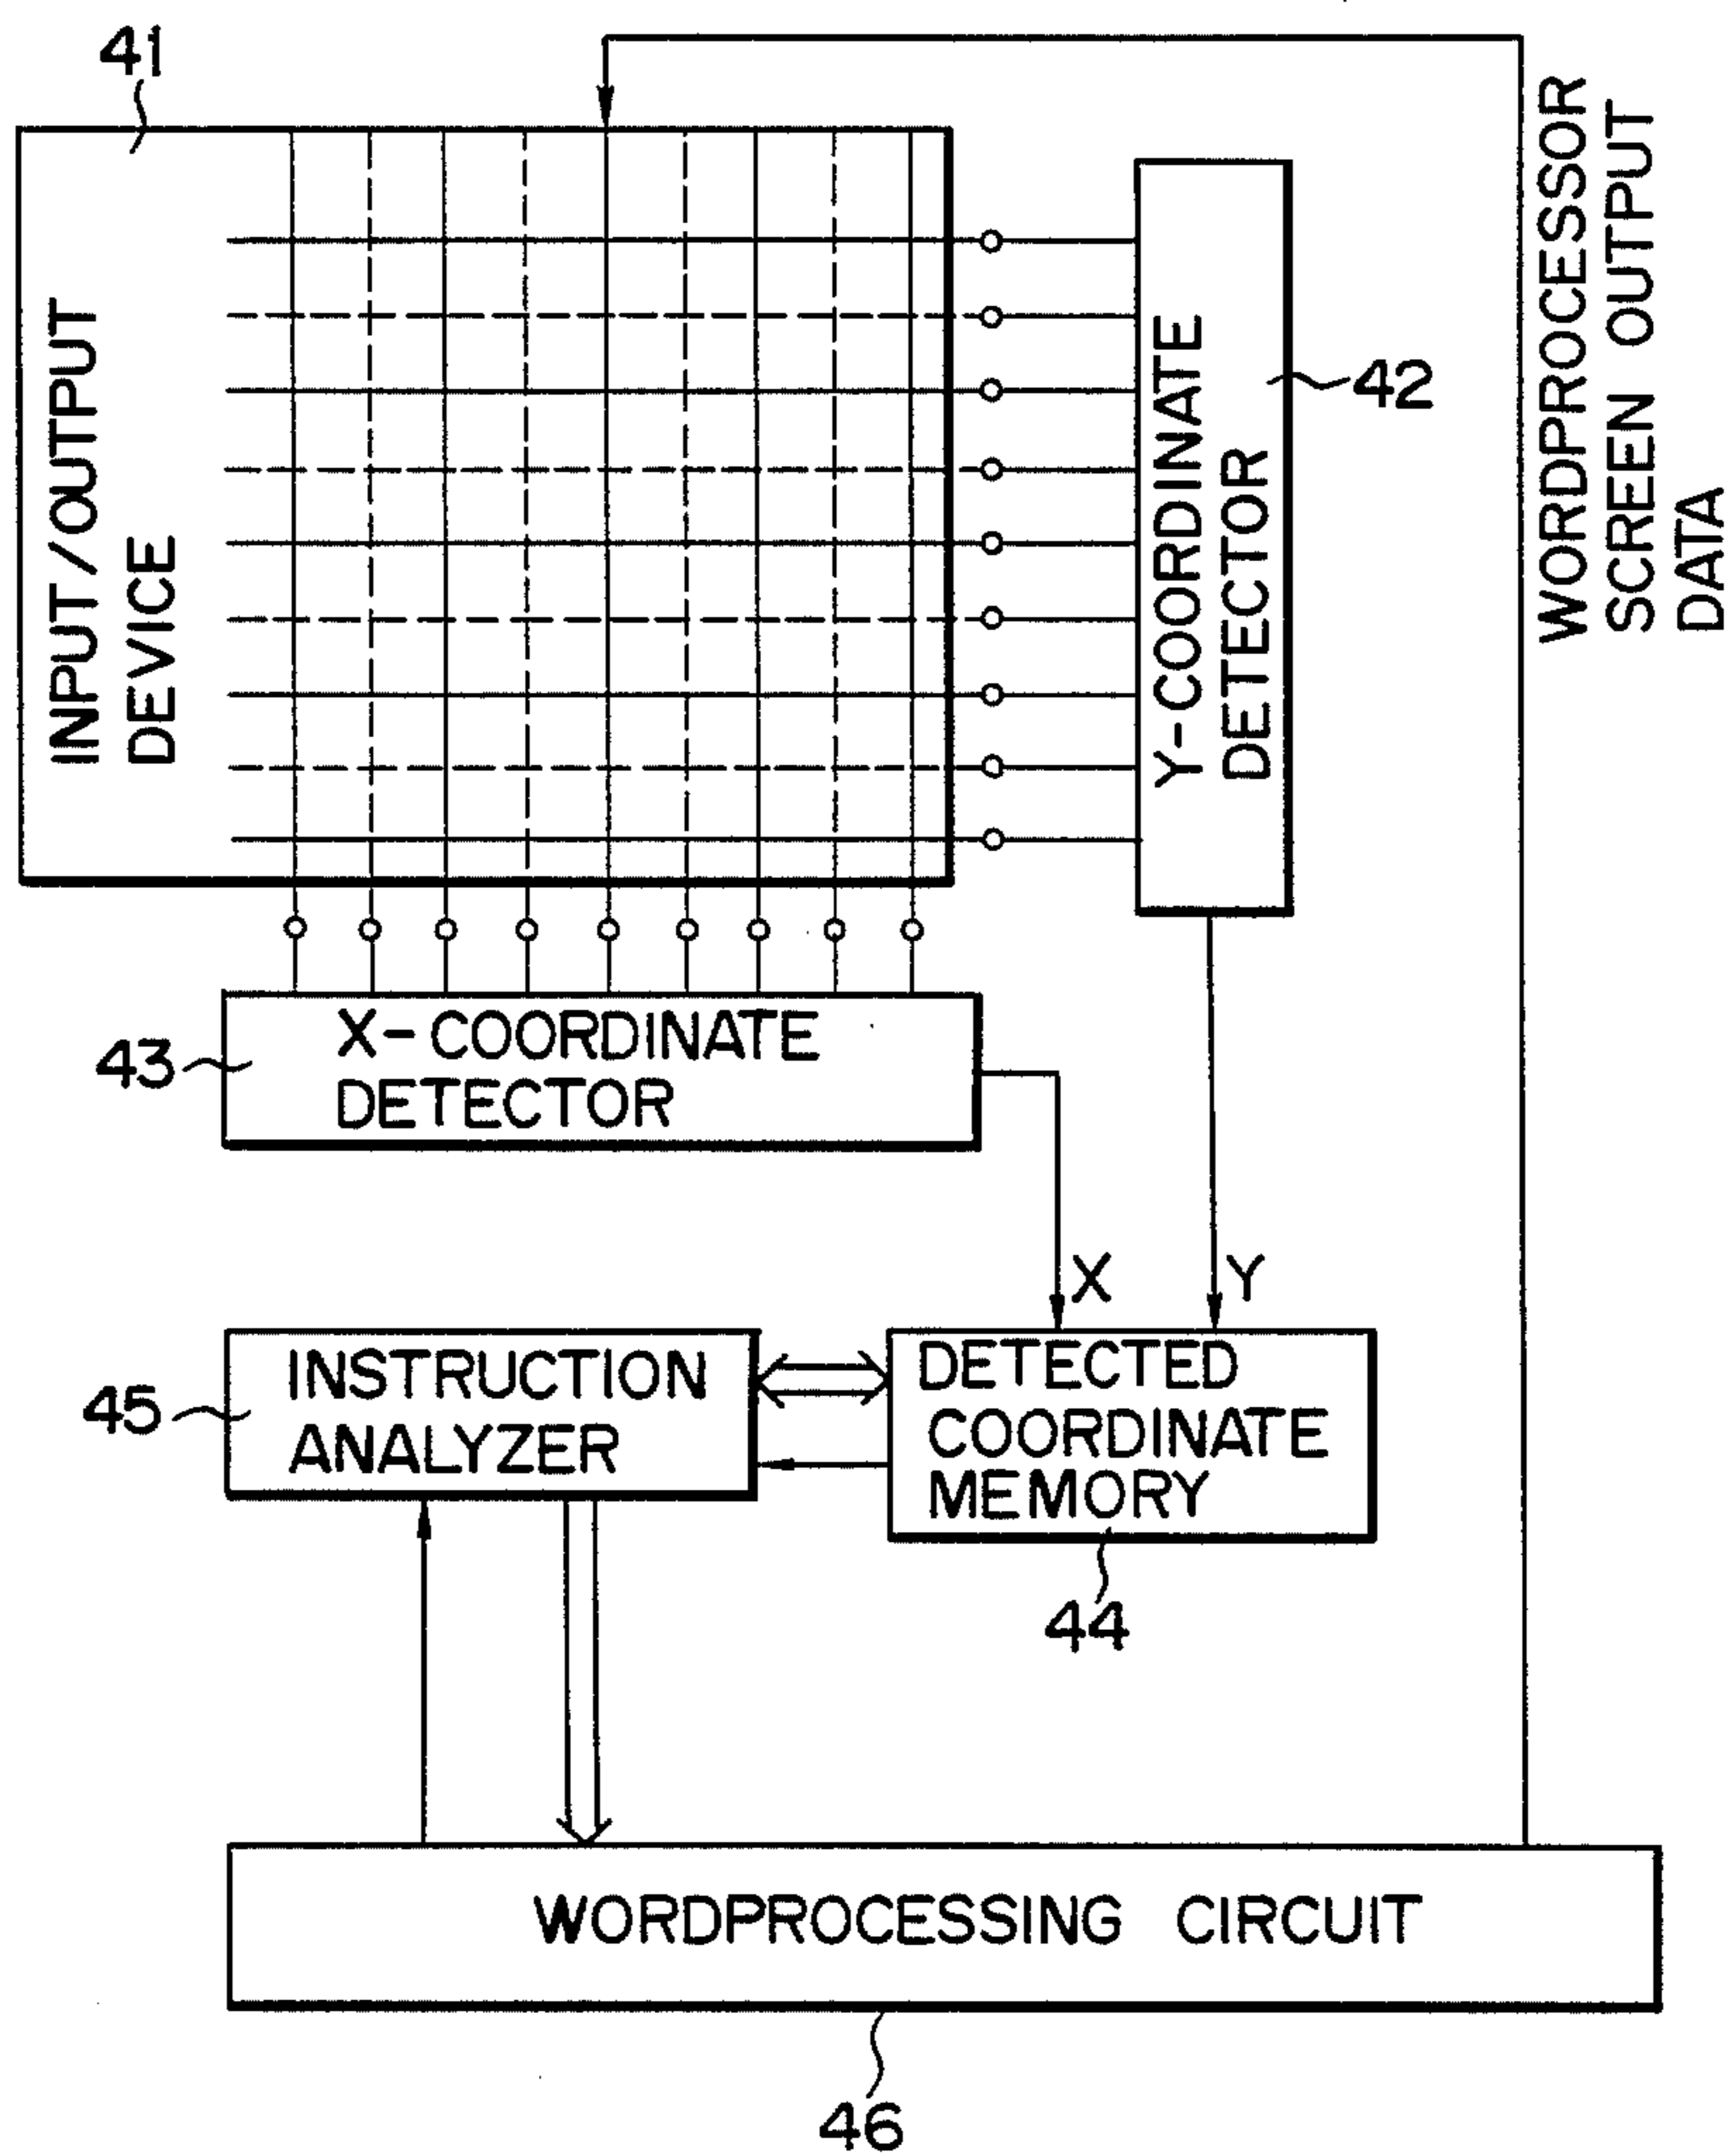 41
INPUT/OUTPUT
DEVICE
Y-COORDINATE
DETECTOR
42
WORDPROCESSOR
SCREEN OUTPUT
DATA
43
X-COORDINATE
DETECTOR
X
Y
45
INSTRUCTION
ANALYZER
DETECTED
COORDINATE
MEMORY
44
WORDPROCESSING CIRCUIT
46